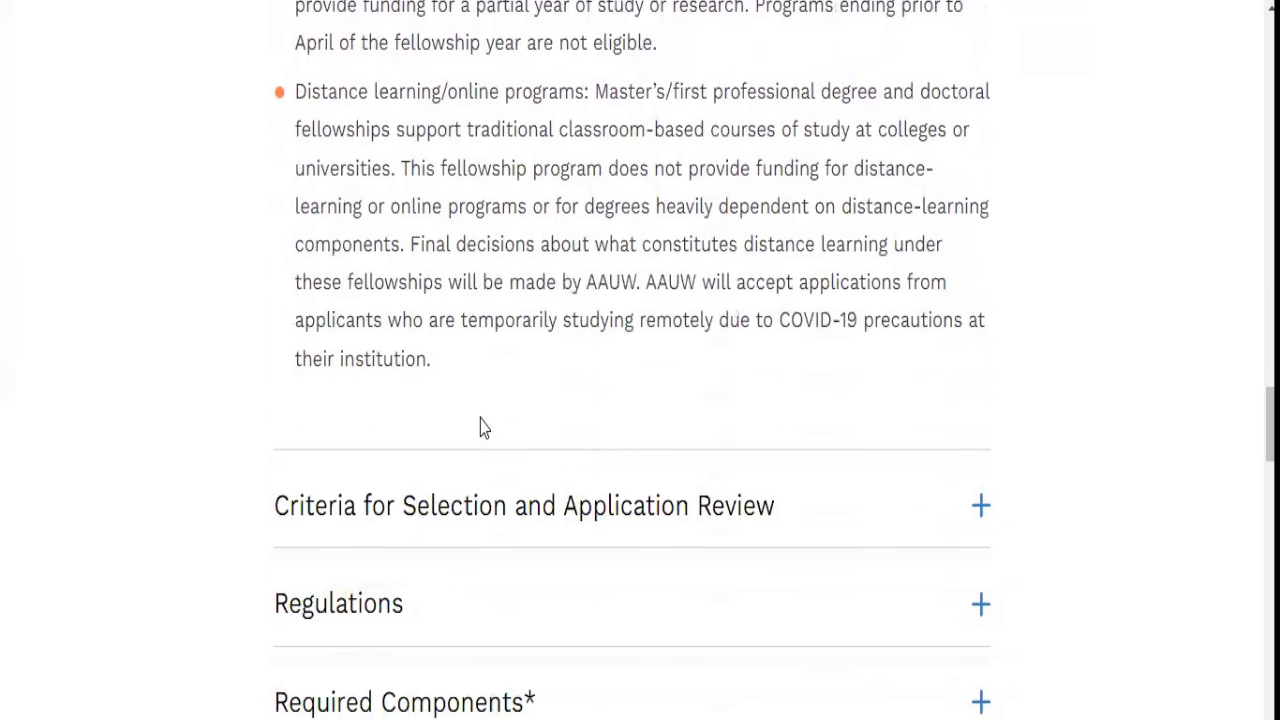 provide funding for a partial year of study or research. Programs ending prior to
April of the fellowship year are not eligible.
Distance learning/online programs: Master’s/first professional degree and doctoral
fellowships support traditional classroom-based courses of study at colleges or
universities. This fellowship program does not provide funding for distance-
learning or online programs or for degrees heavily dependent on distance-learning
components. Final decisions about what constitutes distance learning under
these fellowships will be made by AAUW. AAUW will accept applications from
applicants who are temporarily studying remotely due to COVID-19 precautions at
their institution.
Criteria for Selection and Application Review
Regulations
Required Components*